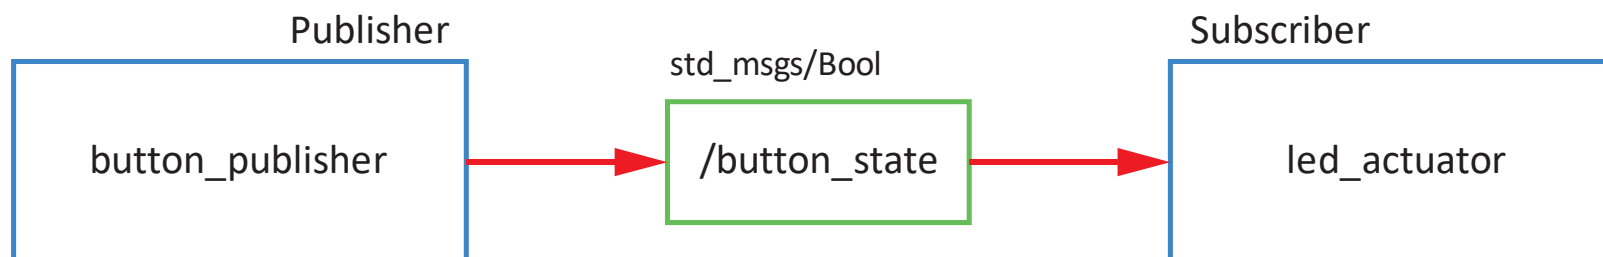 Publisher
Subscriber
std_msgs/Bool
button_publisher
/button_state
led_actuator